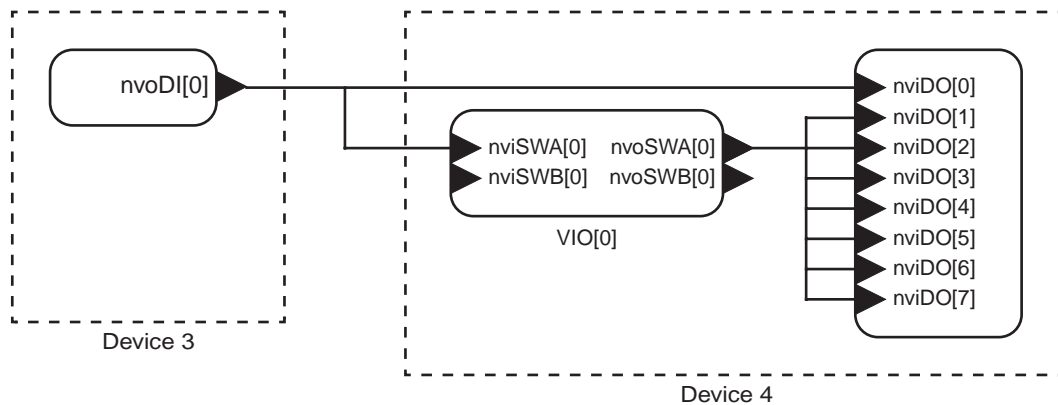 nvoDI[0]
Device 3
nviSWA[0] nvoSWA[0]
nviSWB[0] nvoSWB[0]
VIO[0]
nviDO[0]
nviDO[1]
nviDO[2]
nviDO[3]
nviDO[4]
nviDO[5]
nviDO[6]
nviDO[7]
Device 4